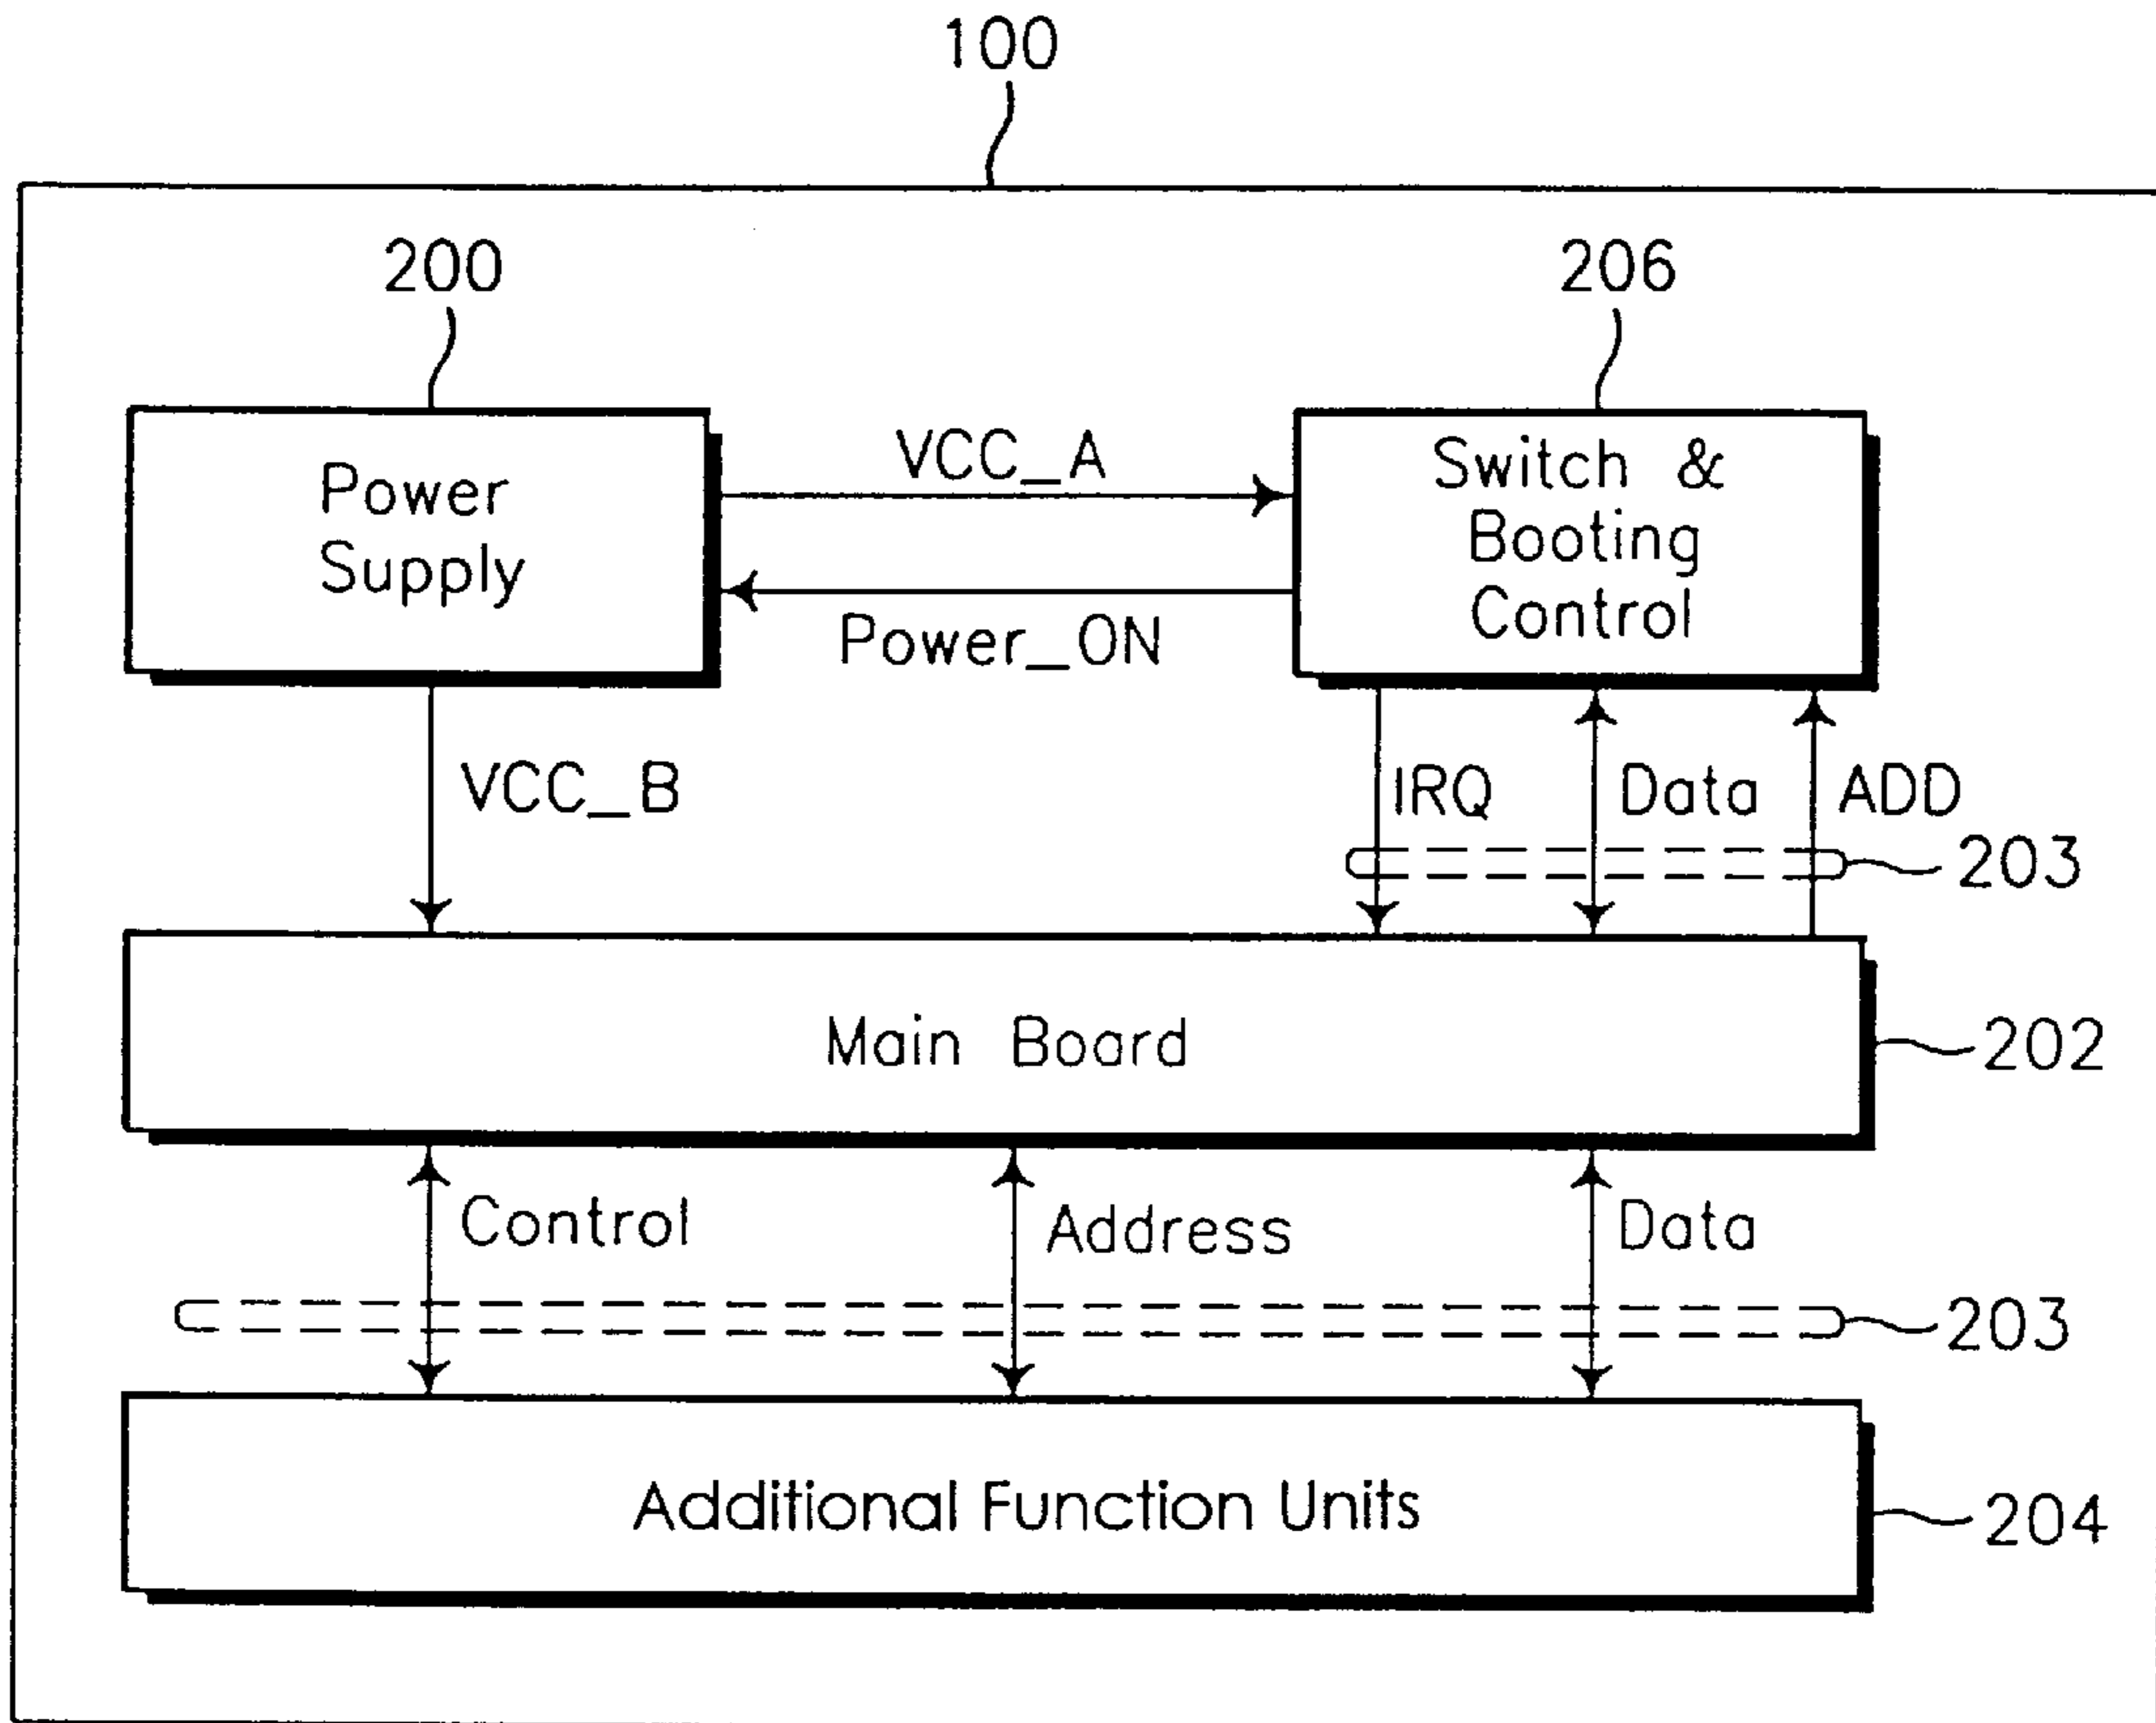 100
200
206
Power
Supply
VCC_A
Power_ON
Switch &
Booting
Control
VCC_B
IRQ
Data
ADD
203
Main Board
202
Control
Address
Data
203
Additional Function Units
204